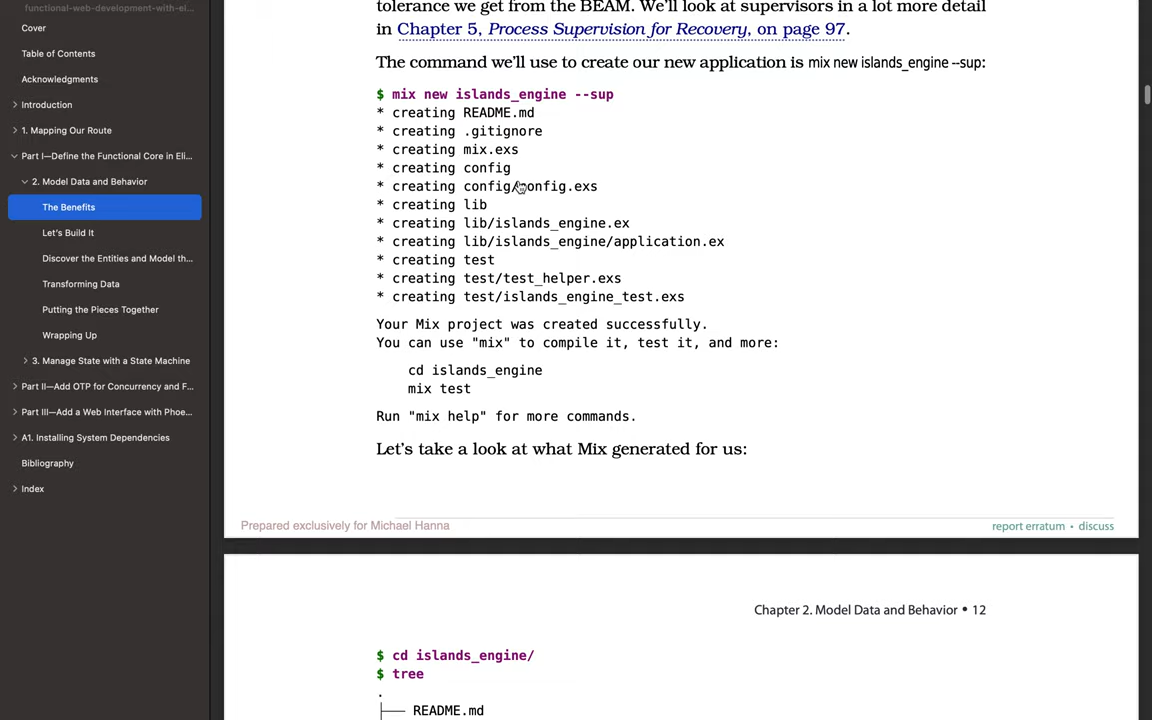 functional-web-development-with-el...
Cover
Table of Contents
Acknowledgments
Introduction
1. Mapping Our Route
Part I—Define the Functional Core in Eli...
2. Model Data and Behavior
The Benefits
Let's Build It
Discover the Entities and Model th...
Transforming Data
Putting the Pieces Together
Wrapping Up
3. Manage State with a State Machine
Part II—Add OTP for Concurrency and F...
Part III—Add a Web Interface with Phoe...
A1. Installing System Dependencies
Bibliography
Index
tolerance we get from the BEAM. We'll look at supervisors in a lot more detail
in Chapter 5, Process Supervision for Recovery, on page 97.
The command we'll use to create our new application is mix new islands_engine --sup:
$ mix new islands_engine --sup
* creating README.md
* creating .gitignore
* creating mix.exs
* creating config
* creating config/config.exs
* creating lib
* creating lib/islands_engine.ex
* creating lib/islands_engine/application.ex
* creating test
* creating test/test_helper.exs
* creating test/islands_engine_test.exs
Your Mix project was created successfully.
You can use "mix" to compile it, test it, and more:
cd islands_engine
mix test
Run "mix help" for more commands.
Let's take a look at what Mix generated for us:
Prepared exclusively for Michael Hanna
report erratum • discuss
Chapter 2. Model Data and Behavior • 12
$ cd islands_engine/
$ tree
.
├── README.md